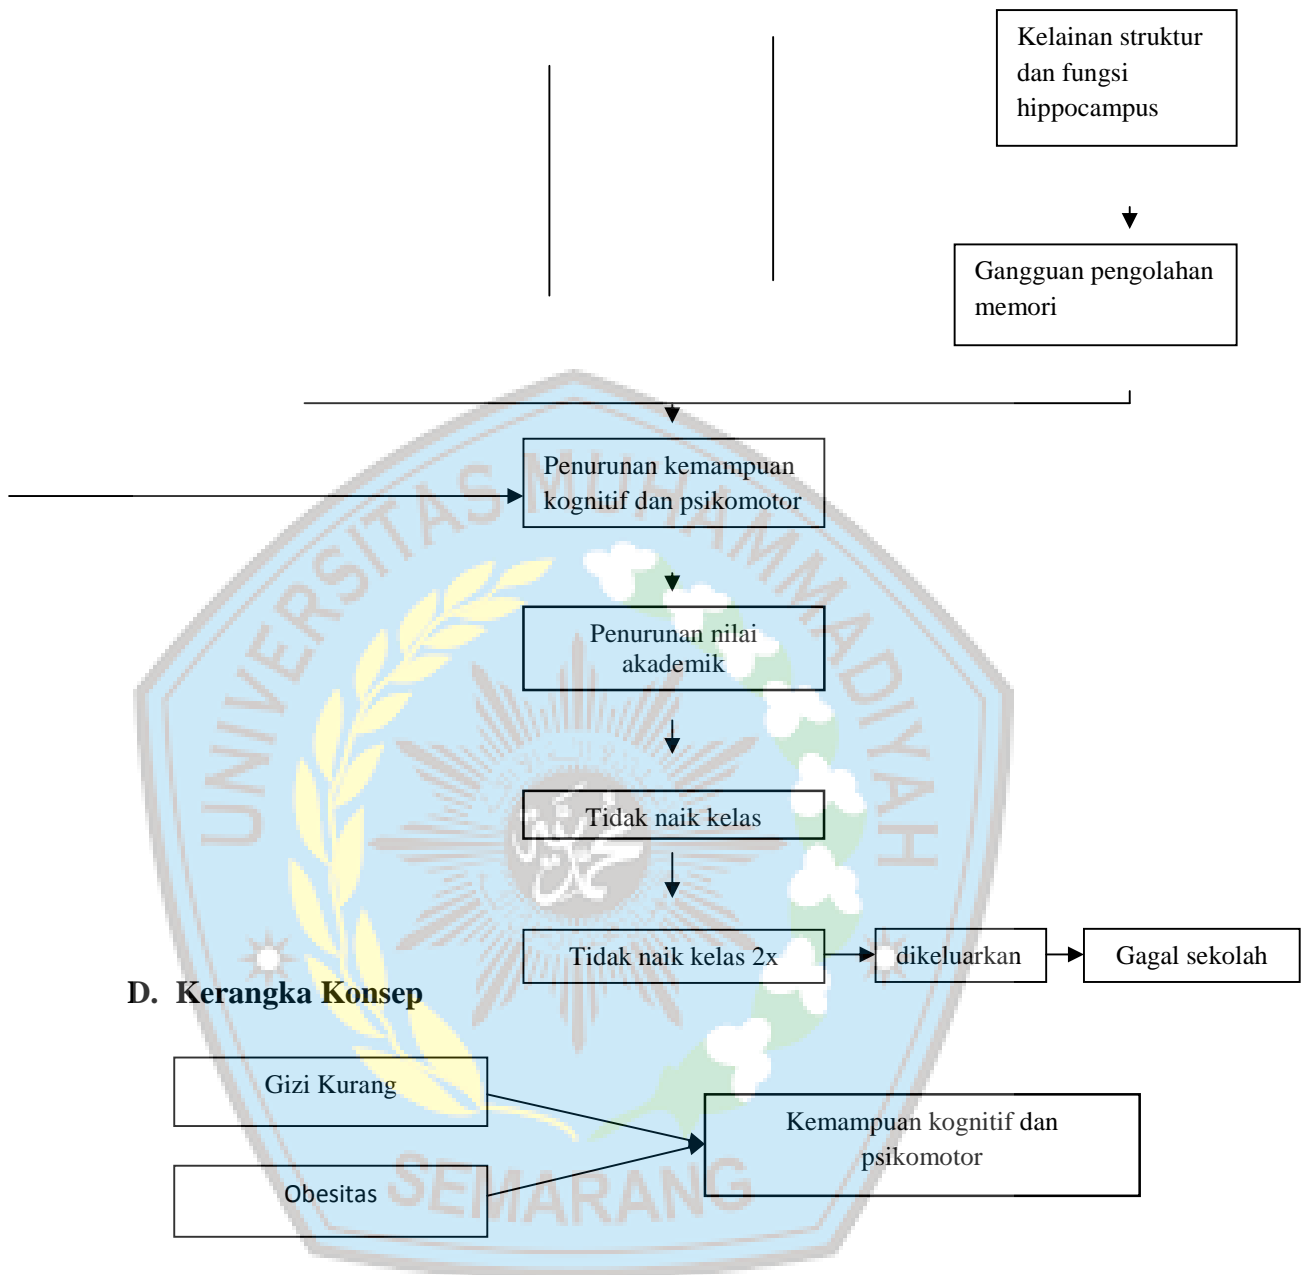 Kelainan struktur
dan fungsi
hippocampus
Gangguan pengolahan
memori
Penurunan kemampuan
kognitif dan psikomotor
Penurunan nilai
akademik
Tidak naik kelas
Tidak naik kelas 2x
dikeluarkan
Gagal sekolah
D. Kerangka Konsep
Gizi Kurang
Obesitas
Kemampuan kognitif dan
psikomotor
UNIVERSITAS MUHAMMADIYAH
SEMARANG